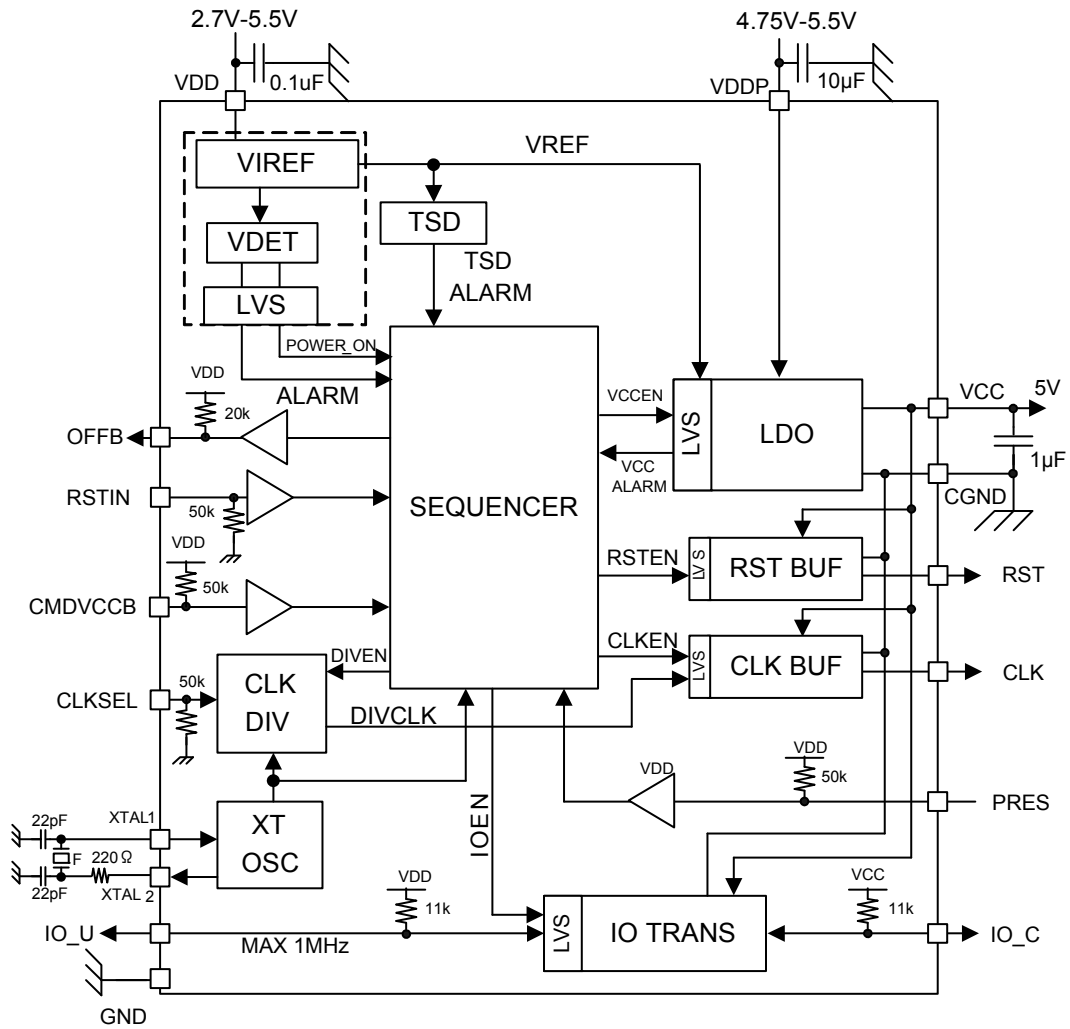 2.7V-5.5V
4.75V-5.5V
VDD
0.1uF
VDDP
10µF
VIREF
VREF
TSD
VDET
TSD
ALARM
LVS
POWER_ON
ALARM
VDD
20k
OFFB
VCCEN
LVS
LDO
VCC
5V
VCC
ALARM
1µF
CGND
RSTIN
50k
SEQUENCER
VDD
50k
CMDVCCB
RSTEN
LVS
RST BUF
RST
CLKEN
LVS
CLK BUF
CLK
DIVEN
CLKSEL
50k
CLK
DIV
DIVCLK
VDD
VDD
50k
PRES
IOEN
22pF
XTAL1
F
220Ω
22pF
XTAL2
XT
OSC
VDD
11k
VCC
11k
IO_U
MAX 1MHz
LVS
IO TRANS
IO_C
GND